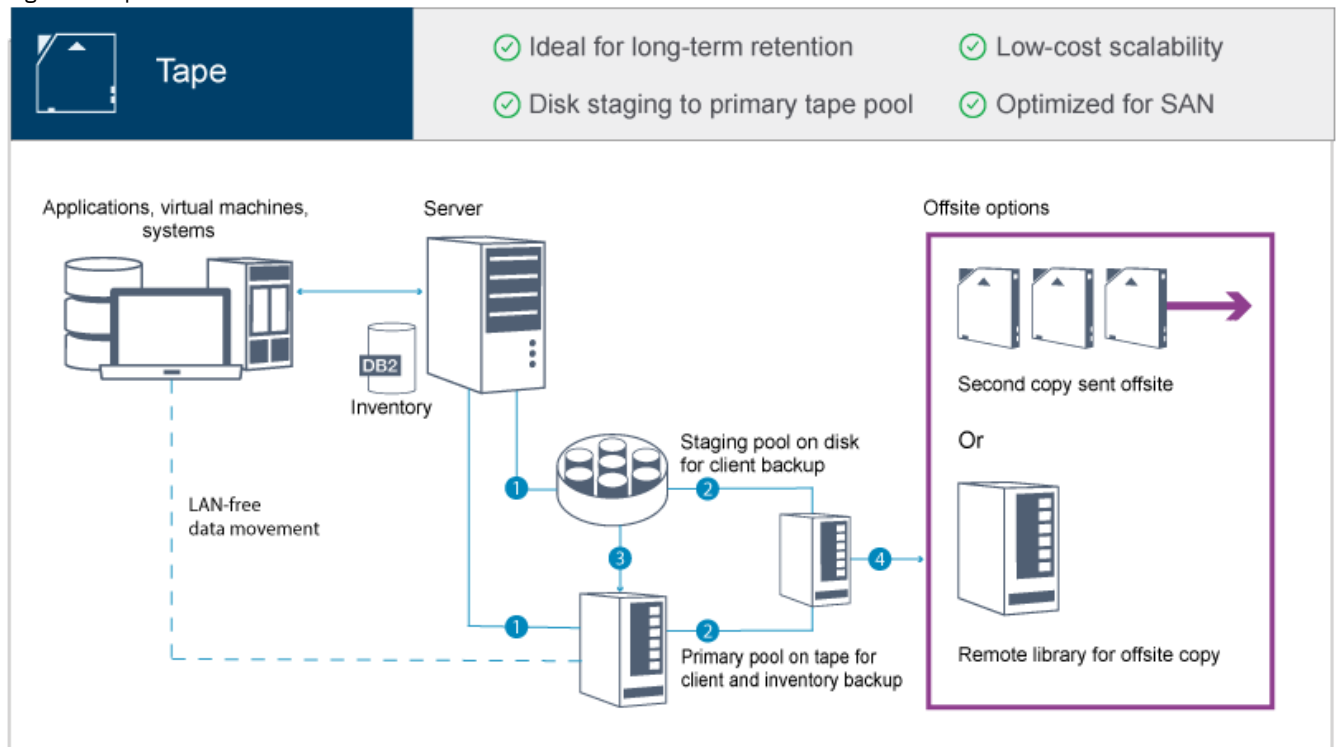 Tape
Ideal for long-term retention
Low-cost scalability
Disk staging to primary tape pool
Optimized for SAN
Applications, virtual machines,
systems
Server
Offsite options
DB2
Inventory
Second copy sent offsite
Staging pool on disk
for client backup
Or
1
2
LAN-free
data movement
3
4
1
2
Primary pool on tape for
client and inventory backup
Remote library for offsite copy